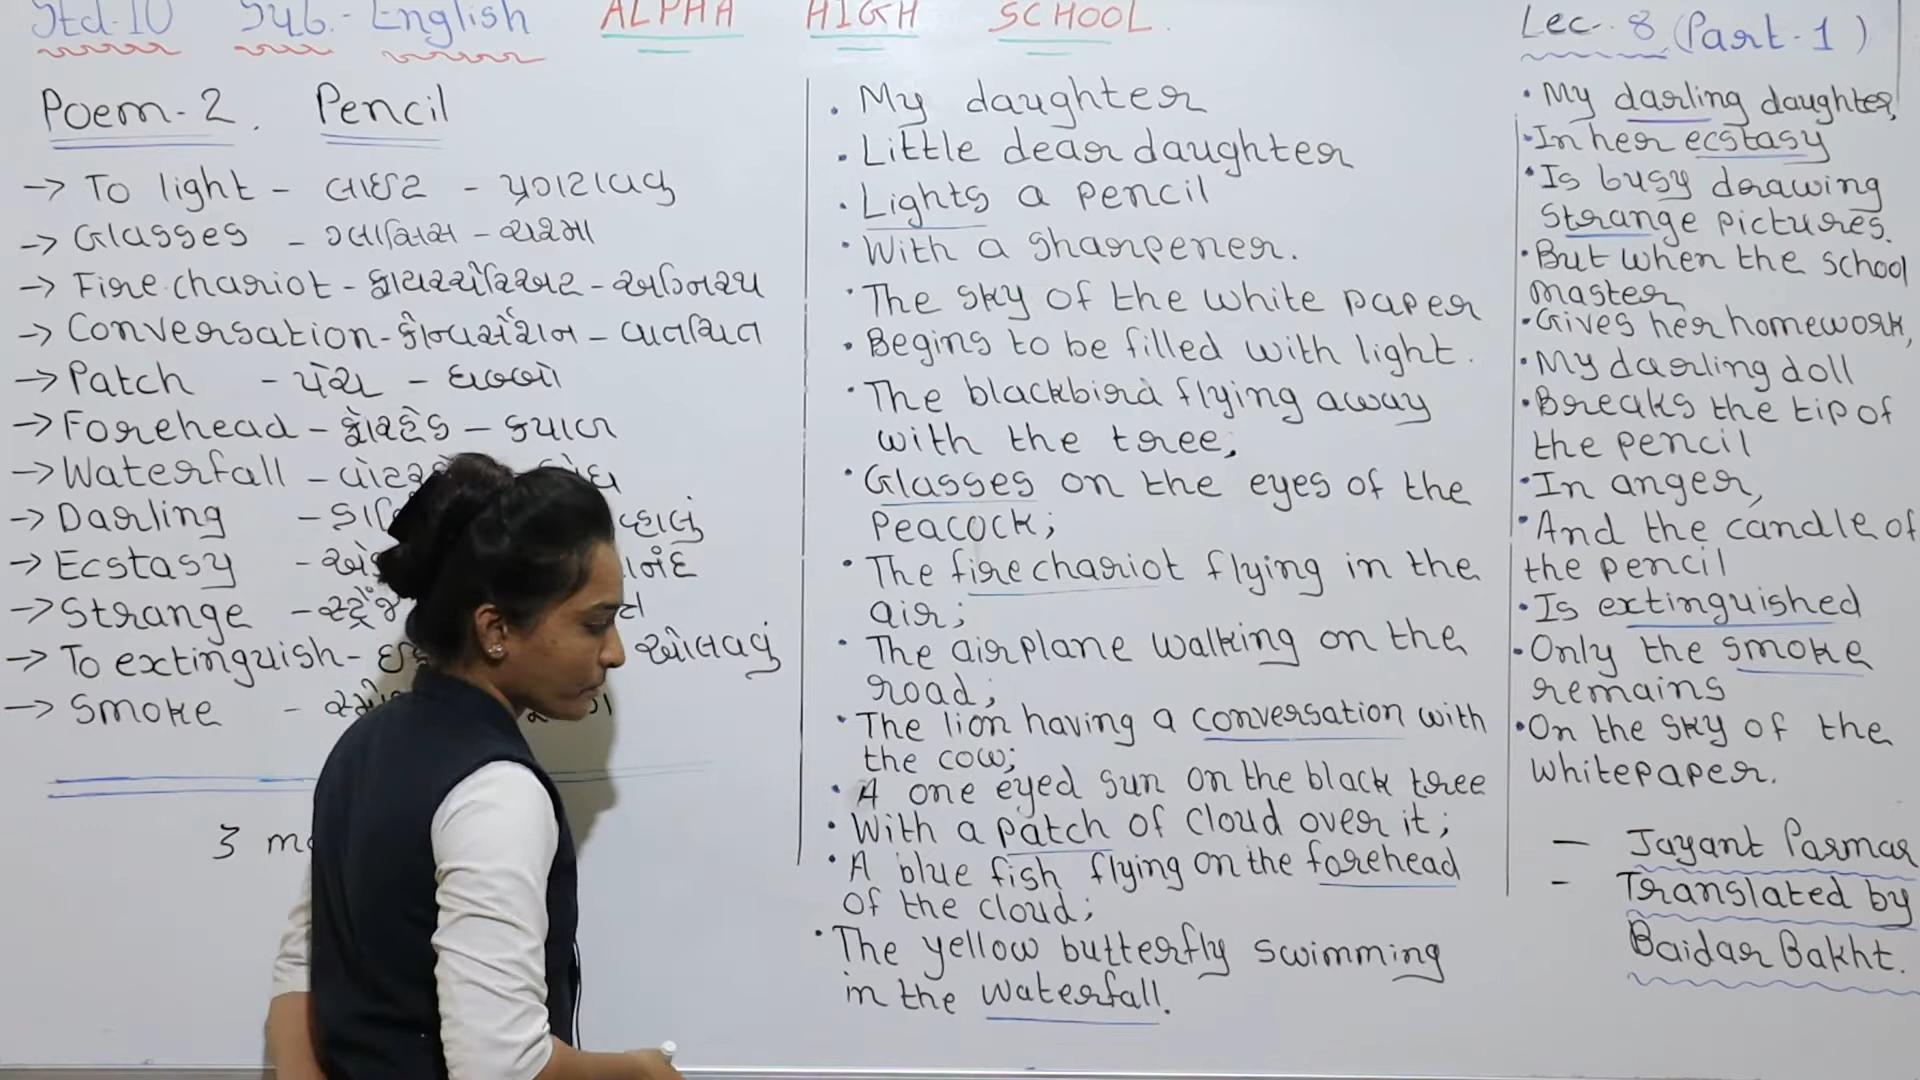 Std-10 Sub.- English ALPHA HIGH SCHOOL. Lec. 8 (Part-1)
Poem-2. Pencil
→ To light - લાઈટ - પ્રગટાવવું
→ Glasses - ગ્લાસિસ - ચશ્મા
→ Fire chariot - ફાયરચેરિઅટ - અગ્નિરથ
→ Conversation - કોન્વર્સેશન - વાતચિત
→ Patch - પેચ - ધબ્બો
→ Forehead - ફોરહેડ - કપાળ
→ Waterfall -
→ Darling - વ્હાલું
→ Ecstasy -
→ Strange - સ્ટ્રેંજ
→ To extinguish - ઓલવવું
→ Smoke -
3
· My daughter
· Little dear daughter
· Lights a pencil
· With a sharpener.
· The sky of the white paper
· Begins to be filled with light.
· The blackbird flying away
with the tree;
· Glasses on the eyes of the
Peacock;
· The fire chariot flying in the
air;
· The airplane walking on the
road;
· The lion having a conversation with
the cow;
· A one eyed sun on the black tree
· With a patch of cloud over it;
· A blue fish flying on the forehead
of the cloud;
· The yellow butterfly swimming
in the waterfall.
· My darling daughter,
· In her ecstasy
· Is busy drawing
strange pictures.
· But when the school
master
· Gives her homework,
· My darling doll
· Breaks the tip of
the pencil
· In anger,
· And the candle of
the pencil
· Is extinguished
· Only the smoke
remains
· On the sky of the
whitepaper.
- Jayant Parmar
- Translated by
Baidar Bakht.